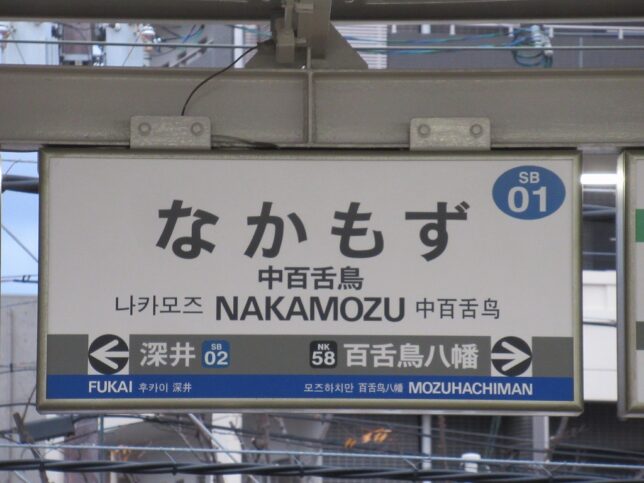 SB
01
なかもず
中百舌鳥
나카모즈 NAKAMOZU 中百舌鸟
深井 SB 02 NK 58 百舌鳥八幡
FUKAI 후카이 深井 모즈하치만 百舌鸟八幡 MOZUHACHIMAN